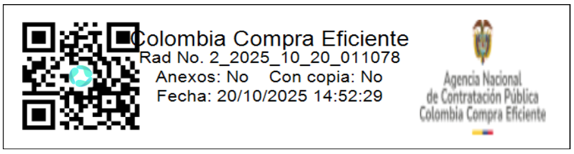 Colombia Compra Eficiente
Rad No. 2_2025_10_20_011078
Anexos: No Con copia: No
Fecha: 20/10/2025 14:52:29
Agencia Nacional
de Contratación Pública
Colombia Compra Eficiente